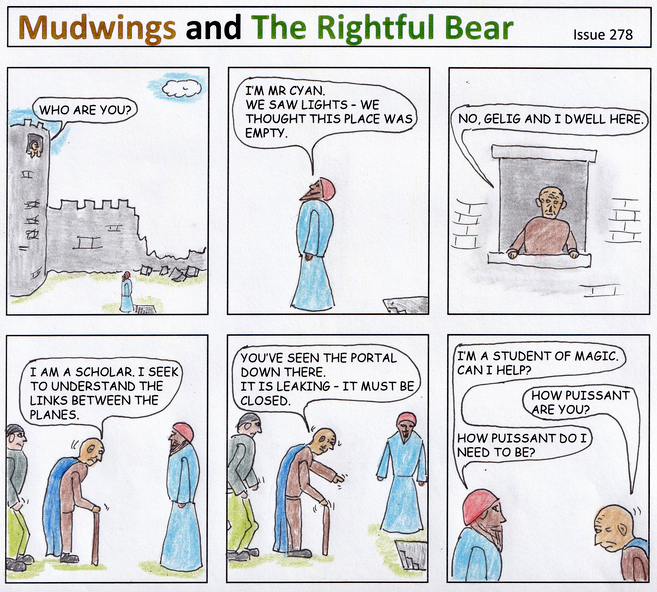 Mudwings and The Rightful Bear
Issue 278
WHO ARE YOU?
I'M MR CYAN.
WE SAW LIGHTS - WE
THOUGHT THIS PLACE WAS
EMPTY.
NO, GELIG AND I DWELL HERE.
I AM A SCHOLAR. I SEEK
TO UNDERSTAND THE
LINKS BETWEEN THE
PLANES.
YOU'VE SEEN THE PORTAL
DOWN THERE.
IT IS LEAKING - IT MUST BE
CLOSED.
I'M A STUDENT OF MAGIC.
CAN I HELP?
HOW PUISSANT
ARE YOU?
HOW PUISSANT DO I
NEED TO BE?